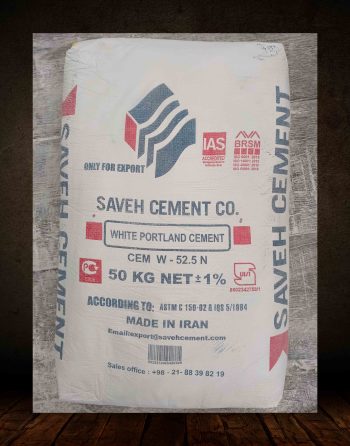 ONLY FOR EXPORT
IAS
ACCREDITED
BRSM
SAVEH CEMENT
SAVEH CEMENT CO.
WHITE PORTLAND CEMENT
CEM W - 52.5 N
50 KG NET ± 1%
ACCORDING TO: ASTM C 150-02 & IQS 5/1984
MADE IN IRAN
Email:export@savehcement.com
Sales office : +98 - 21- 88 39 82 19
SAVEH CEMENT